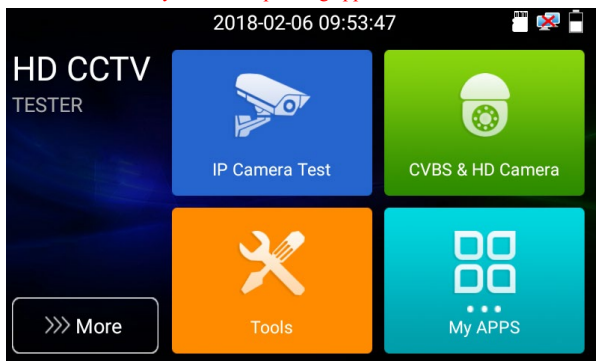 2018-02-06 09:53:47
HD CCTV
TESTER
IP Camera Test
CVBS & HD Camera
>>> More
Tools
My APPS